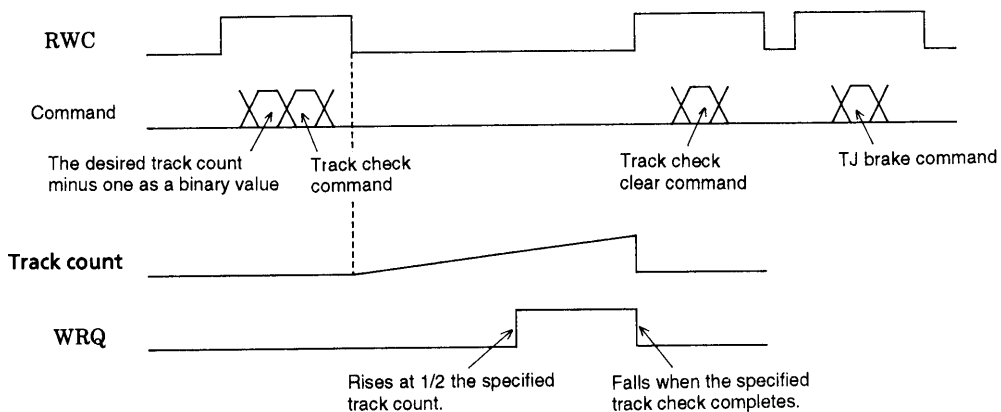 RWC
Command
The desired track count
minus one as a binary value
Track check
command
Track check
clear command
TJ brake command
Track count
WRQ
Rises at 1/2 the specified
track count.
Falls when the specified
track check completes.